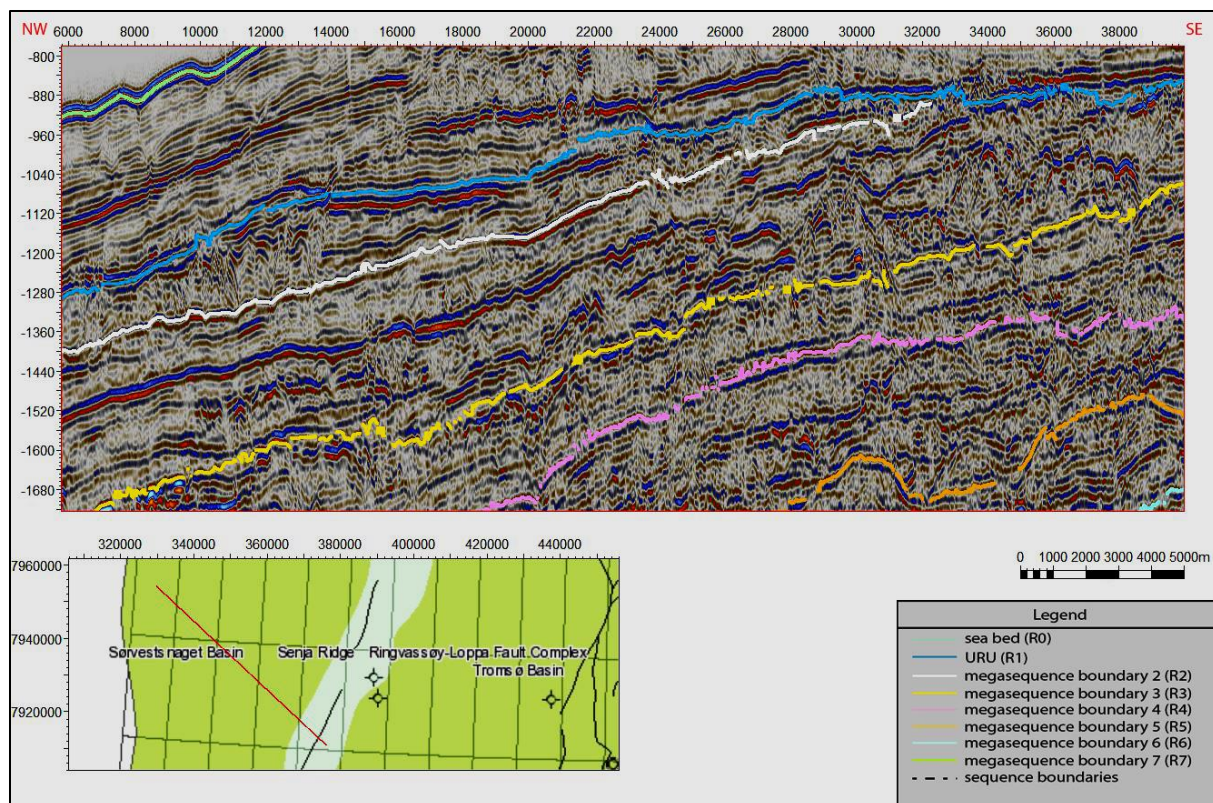 NW
SE
6000 8000 10000 12000 14000 16000 18000 20000 22000 24000 26000 28000 30000 32000 34000 36000 38000
-800
-880
-960
-1040
-1120
-1200
-1280
-1360
-1440
-1520
-1600
-1680
320000 340000 360000 380000 400000 420000 440000
7960000
7940000
7920000
Sørvestsnaget Basin
Senja Ridge
Ringvassøy-Loppa Fault Complex
Tromsø Basin
0 1000 2000 3000 4000 5000m
Legend
sea bed (R0)
URU (R1)
megasequence boundary 2 (R2)
megasequence boundary 3 (R3)
megasequence boundary 4 (R4)
megasequence boundary 5 (R5)
megasequence boundary 6 (R6)
megasequence boundary 7 (R7)
sequence boundaries